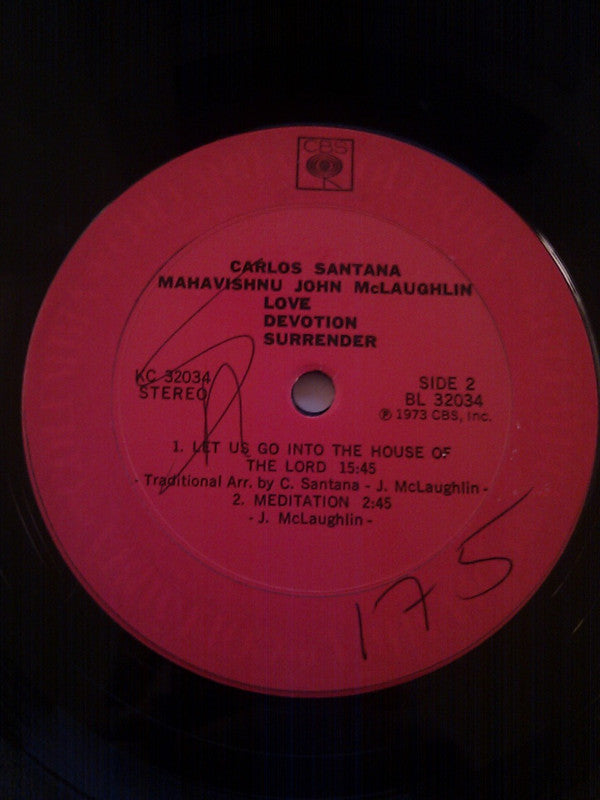 CBS
CARLOS SANTANA
MAHAVISHNU JOHN McLAUGHLIN
LOVE
DEVOTION
SURRENDER
KC 32034
STEREO
SIDE 2
BL 32034
℗ 1973 CBS, Inc.
1. LET US GO INTO THE HOUSE OF
THE LORD 15:45
- Traditional Arr. by C. Santana - J. McLaughlin -
2. MEDITATION 2:45
- J. McLaughlin -
175